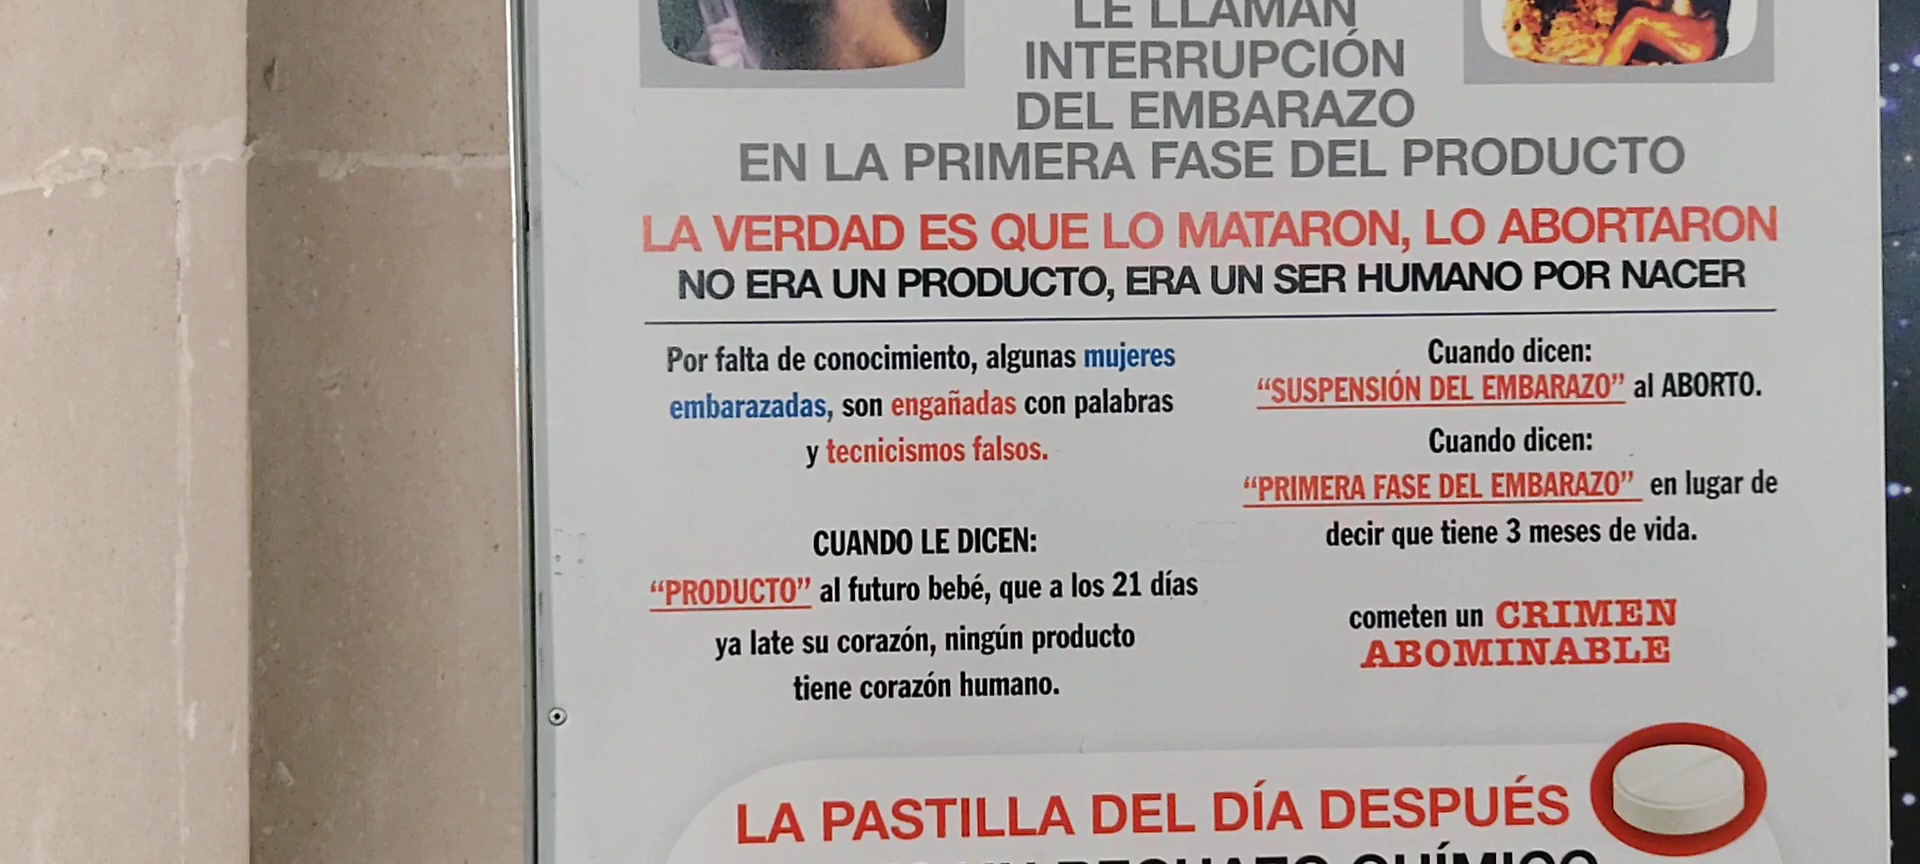 LE LLAMAN
INTERRUPCIÓN
DEL EMBARAZO
EN LA PRIMERA FASE DEL PRODUCTO
LA VERDAD ES QUE LO MATARON, LO ABORTARON
NO ERA UN PRODUCTO, ERA UN SER HUMANO POR NACER
Por falta de conocimiento, algunas mujeres
embarazadas, son engañadas con palabras
y tecnicismos falsos.
CUANDO LE DICEN:
“PRODUCTO” al futuro bebé, que a los 21 días
ya late su corazón, ningún producto
tiene corazón humano.
Cuando dicen:
“SUSPENSIÓN DEL EMBARAZO” al ABORTO.
Cuando dicen:
“PRIMERA FASE DEL EMBARAZO” en lugar de
decir que tiene 3 meses de vida.
cometen un CRIMEN
ABOMINABLE
LA PASTILLA DEL DÍA DESPUÉS
QUÍMICO